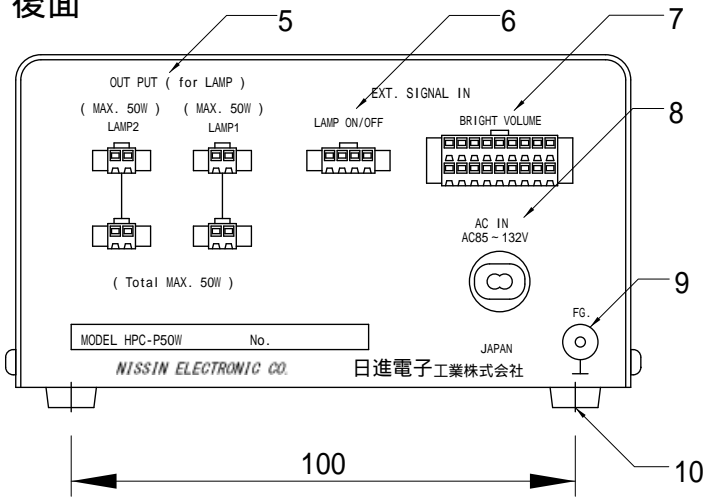 後面
5
6
7
OUT PUT ( for LAMP )
EXT. SIGNAL IN
8
( MAX. 50W )
( MAX. 50W )
LAMP2
LAMP1
LAMP ON/OFF
BRIGHT VOLUME
AC IN
AC85～132V
( Total MAX. 50W )
9
FG.
MODEL HPC-P50W No.
JAPAN
NISSIN ELECTRONIC CO.
日進電子工業株式会社
100
10